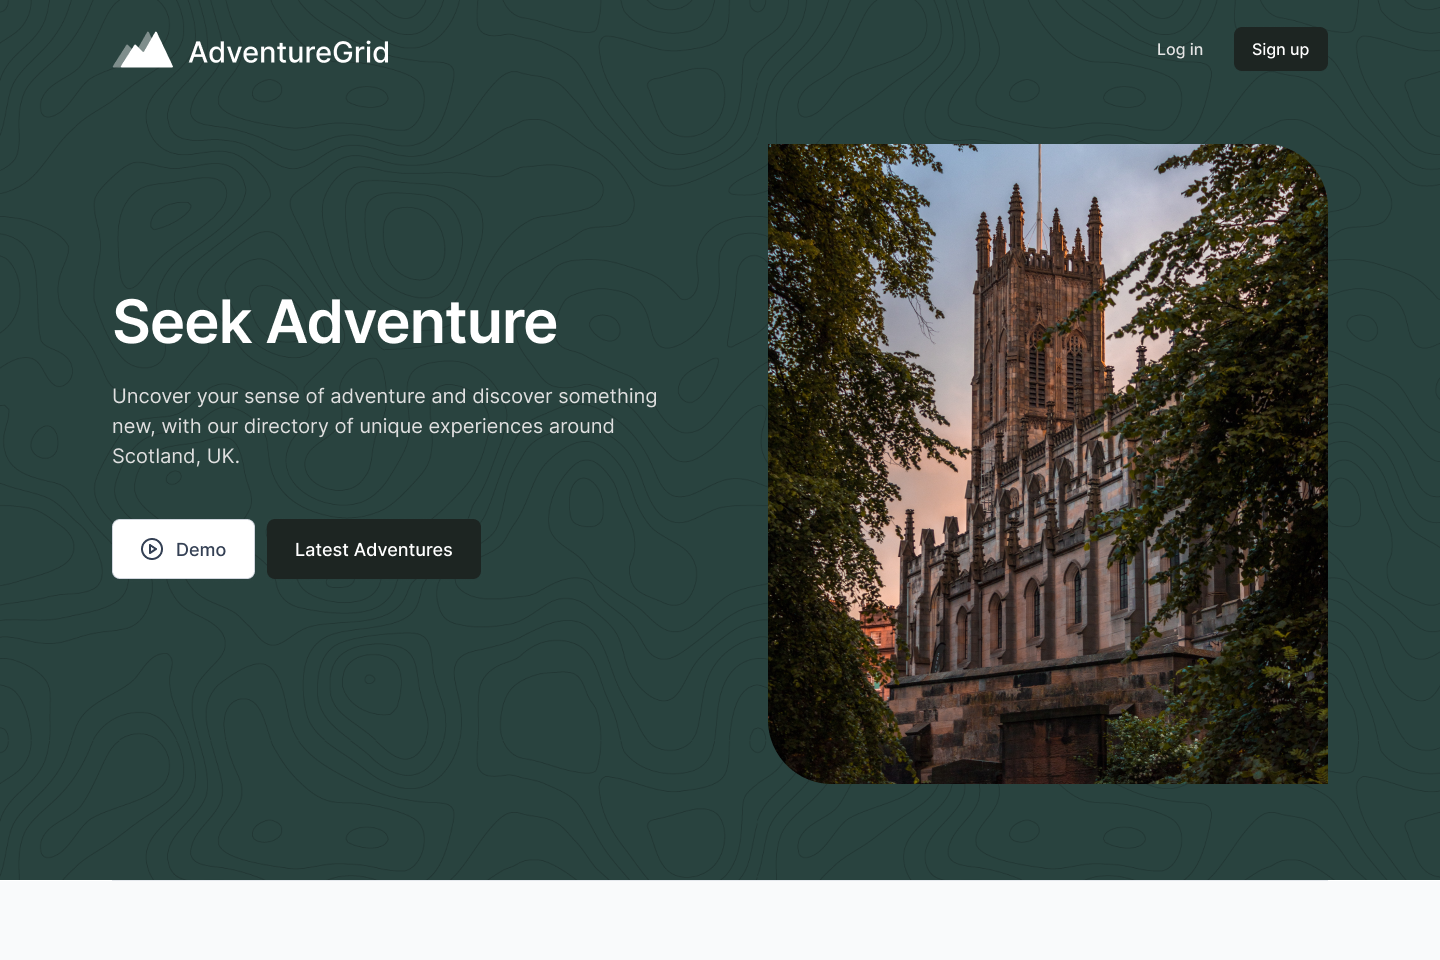 AdventureGrid
Log in
Sign up
Seek Adventure
Uncover your sense of adventure and discover something
new, with our directory of unique experiences around
Scotland, UK.
Demo
Latest Adventures